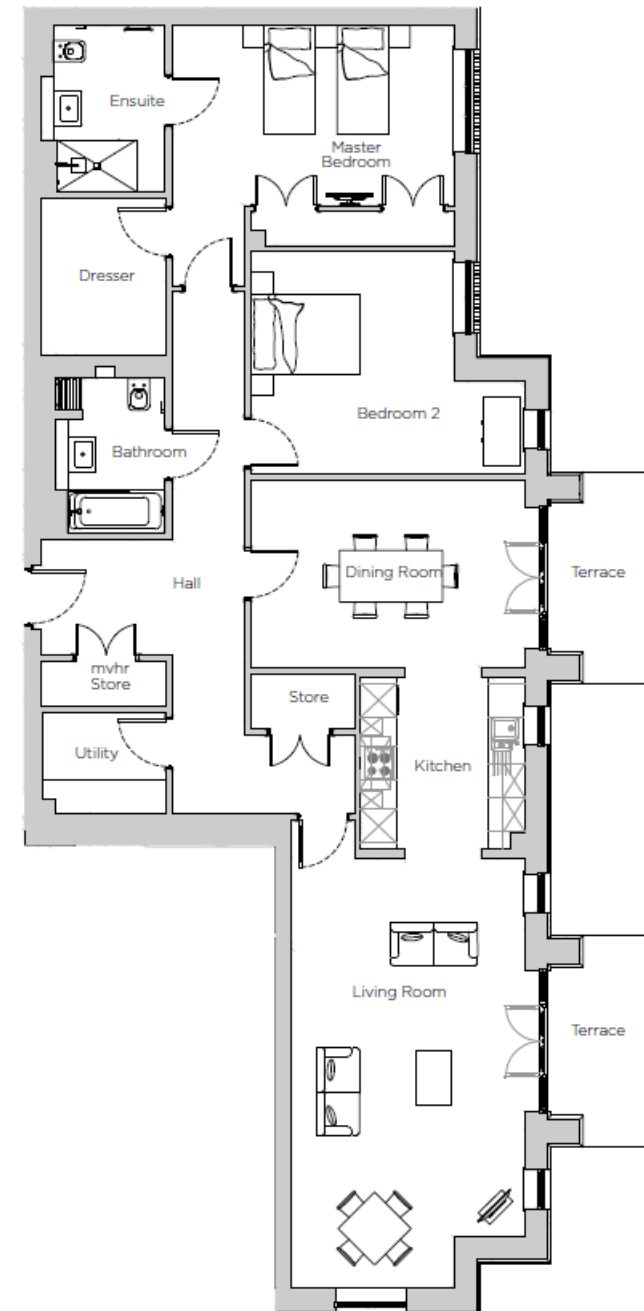 Ensuite
Master
Bedroom
Dresser
Bedroom 2
Bathroom
Dining Room
Terrace
Hall
mvhr
Store
Store
Utility
Kitchen
Living Room
Terrace